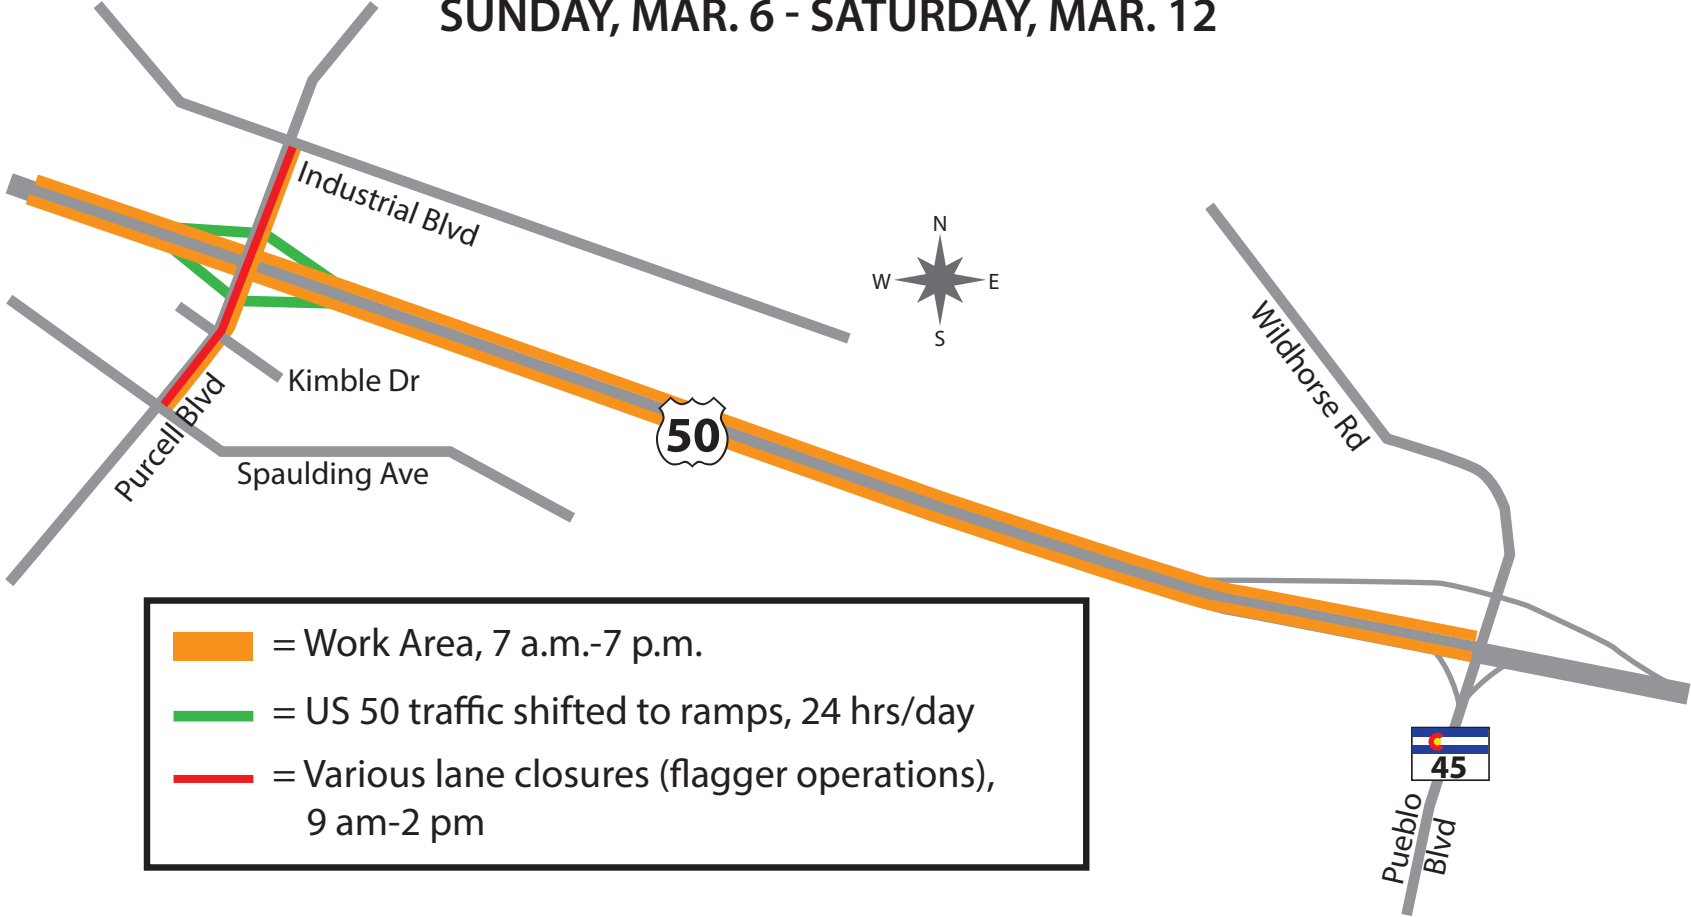 SUNDAY, MAR. 6 - SATURDAY, MAR. 12
Industrial Blvd
N
W
E
S
Wildhorse Rd
Kimble Dr
Purcell Blvd
50
Spaulding Ave
= Work Area, 7 a.m.-7 p.m.
= US 50 traffic shifted to ramps, 24 hrs/day
= Various lane closures (flagger operations),
9 am-2 pm
45
Pueblo
Blvd